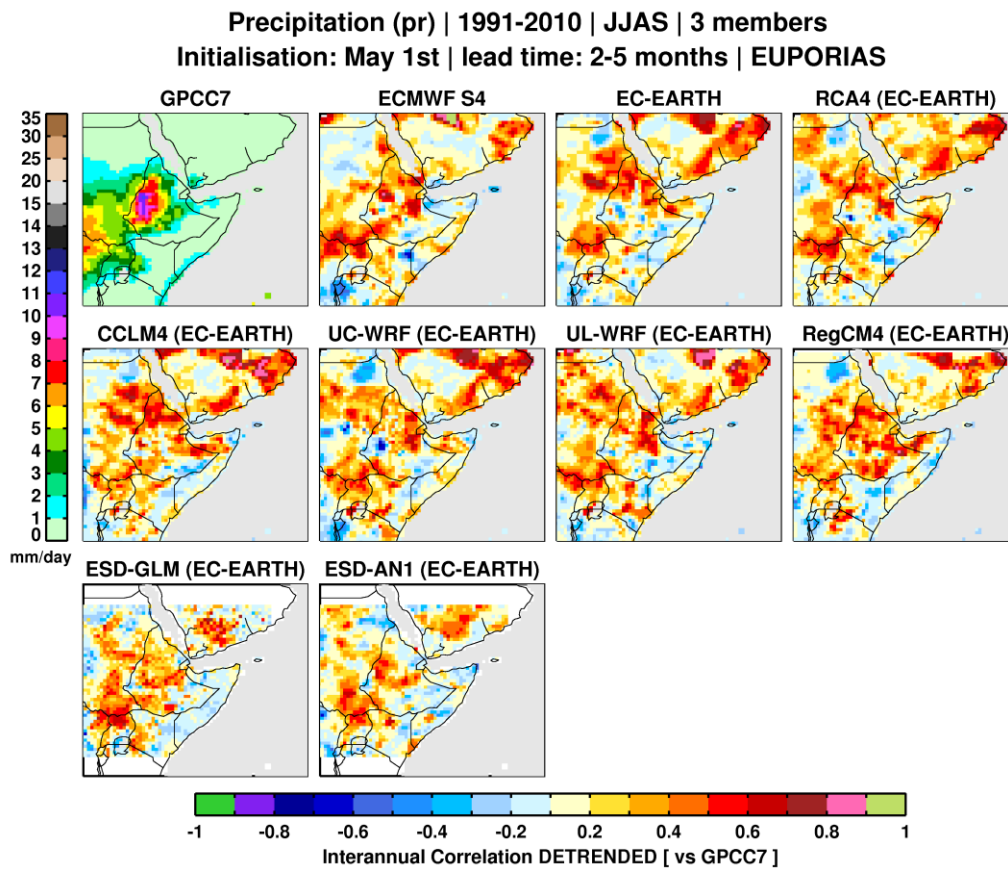 Precipitation (pr) | 1991-2010 | JJAS | 3 members
Initialisation: May 1st | lead time: 2-5 months | EUPORIAS
GPCC7 ECMWF S4 EC-EARTH RCA4 (EC-EARTH)
35
30
25
20
15
14
13
12
11
10
9
8
7
6
5
4
3
2
1
0
mm/day
CCLM4 (EC-EARTH) UC-WRF (EC-EARTH) UL-WRF (EC-EARTH) RegCM4 (EC-EARTH)
ESD-GLM (EC-EARTH) ESD-AN1 (EC-EARTH)
-1 -0.8 -0.6 -0.4 -0.2 0.2 0.4 0.6 0.8 1
Interannual Correlation DETRENDED [ vs GPCC7 ]